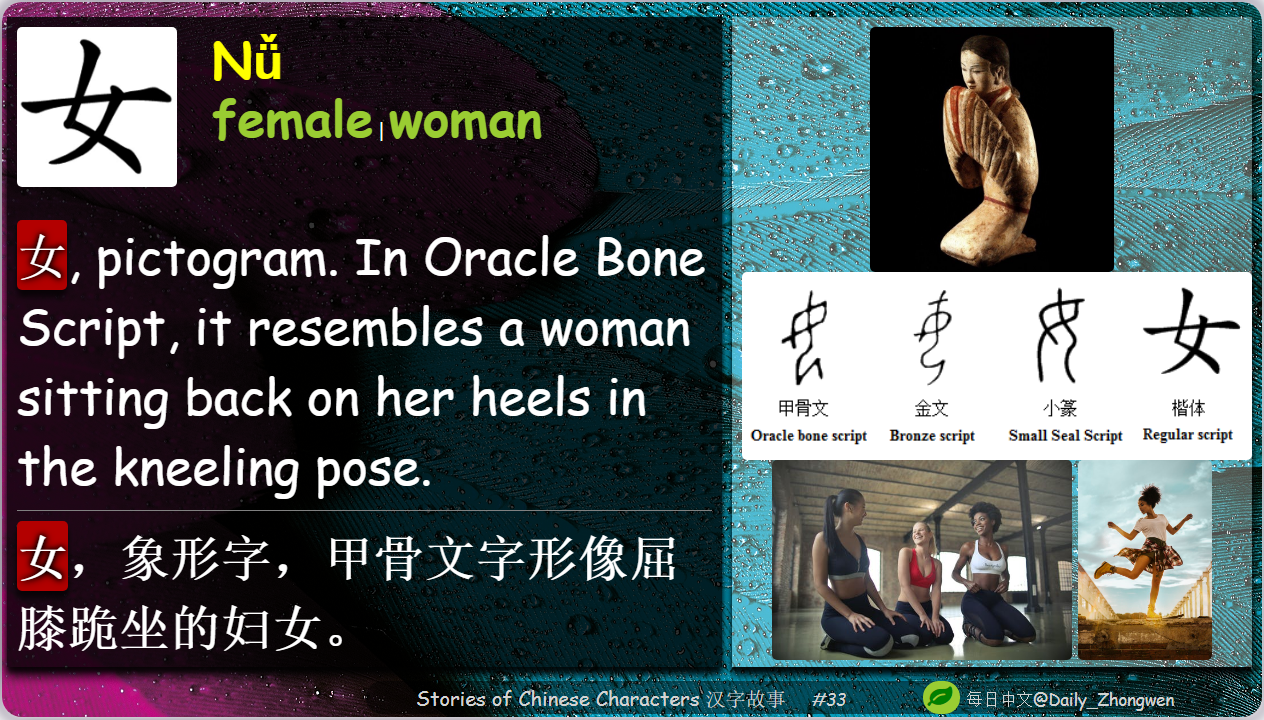 女
Nǚ
female | woman
女, pictogram. In Oracle Bone
Script, it resembles a woman
sitting back on her heels in
the kneeling pose.
女，象形字，甲骨文字形像屈
膝跪坐的妇女。
女
甲骨文 金文 小篆 楷体
Oracle bone script Bronze script Small Seal Script Regular script
Stories of Chinese Characters 汉字故事 #33
每日中文@Daily_Zhongwen